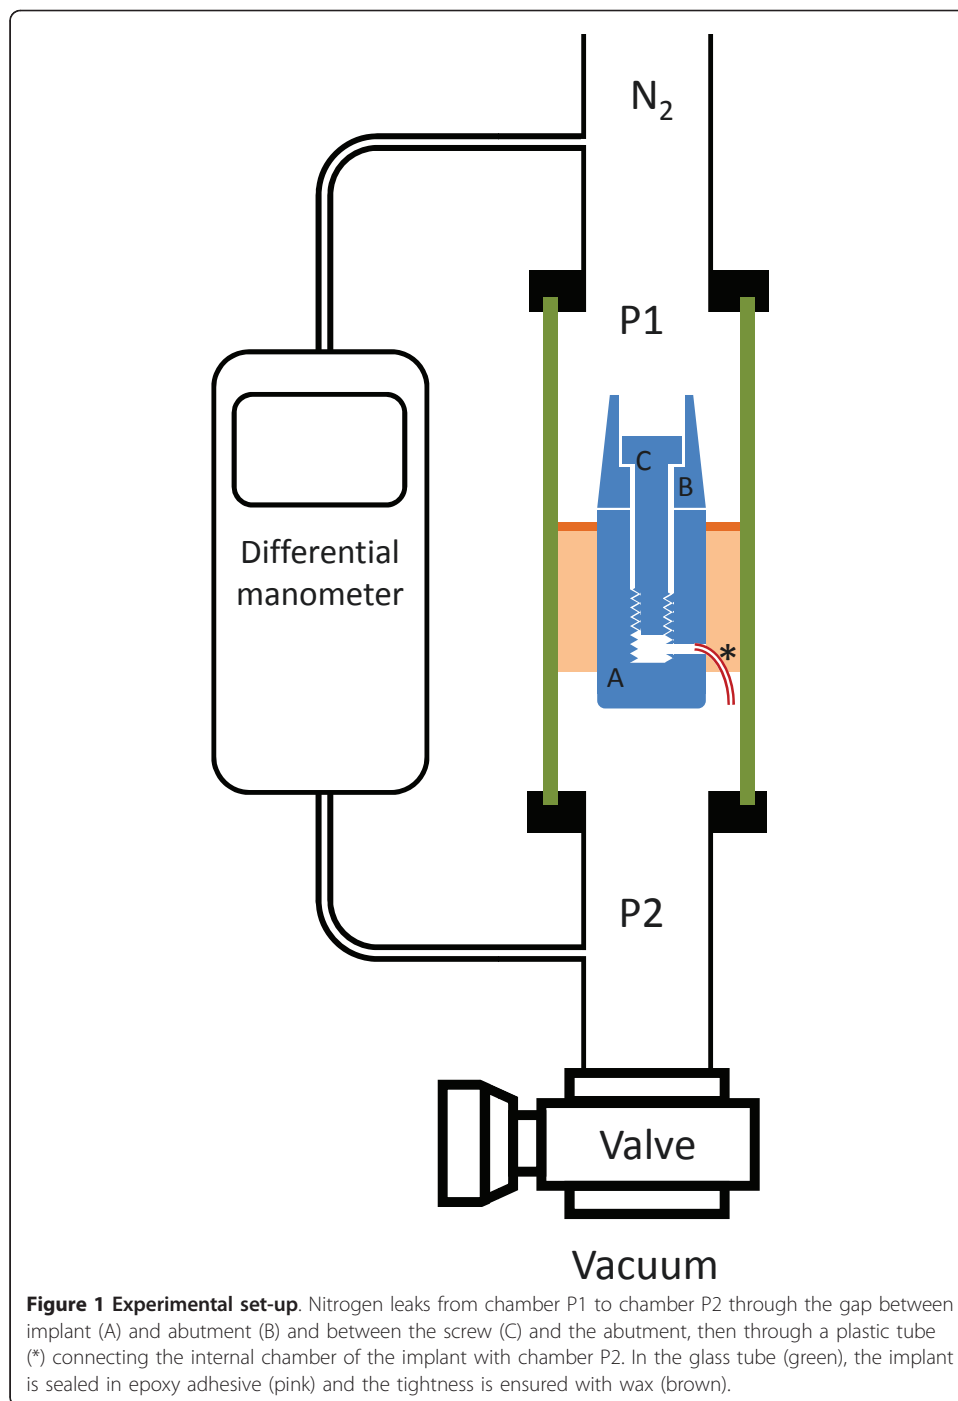 N₂
P1
C
B
Differential
manometer
*
A
P2
Valve
Vacuum
Figure 1 Experimental set-up. Nitrogen leaks from chamber P1 to chamber P2 through the gap between
implant (A) and abutment (B) and between the screw (C) and the abutment, then through a plastic tube
(*) connecting the internal chamber of the implant with chamber P2. In the glass tube (green), the implant
is sealed in epoxy adhesive (pink) and the tightness is ensured with wax (brown).